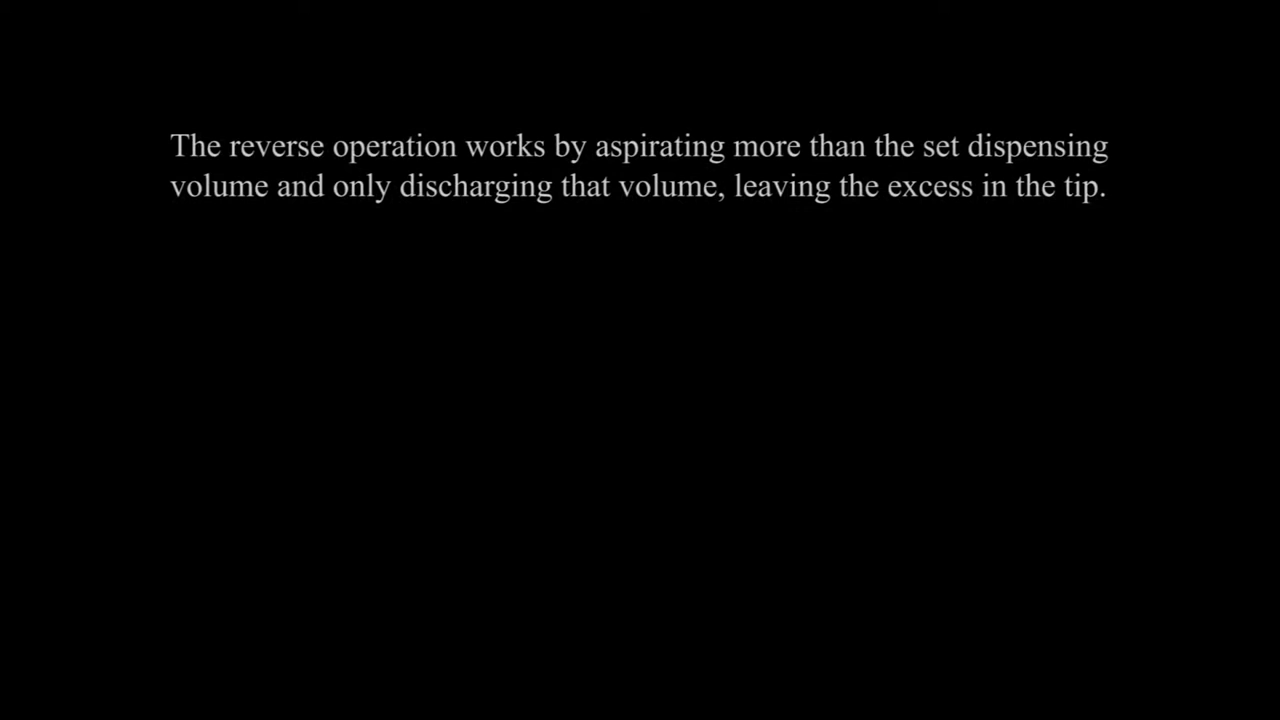 The reverse operation works by aspirating more than the set dispensing
volume and only discharging that volume, leaving the excess in the tip.